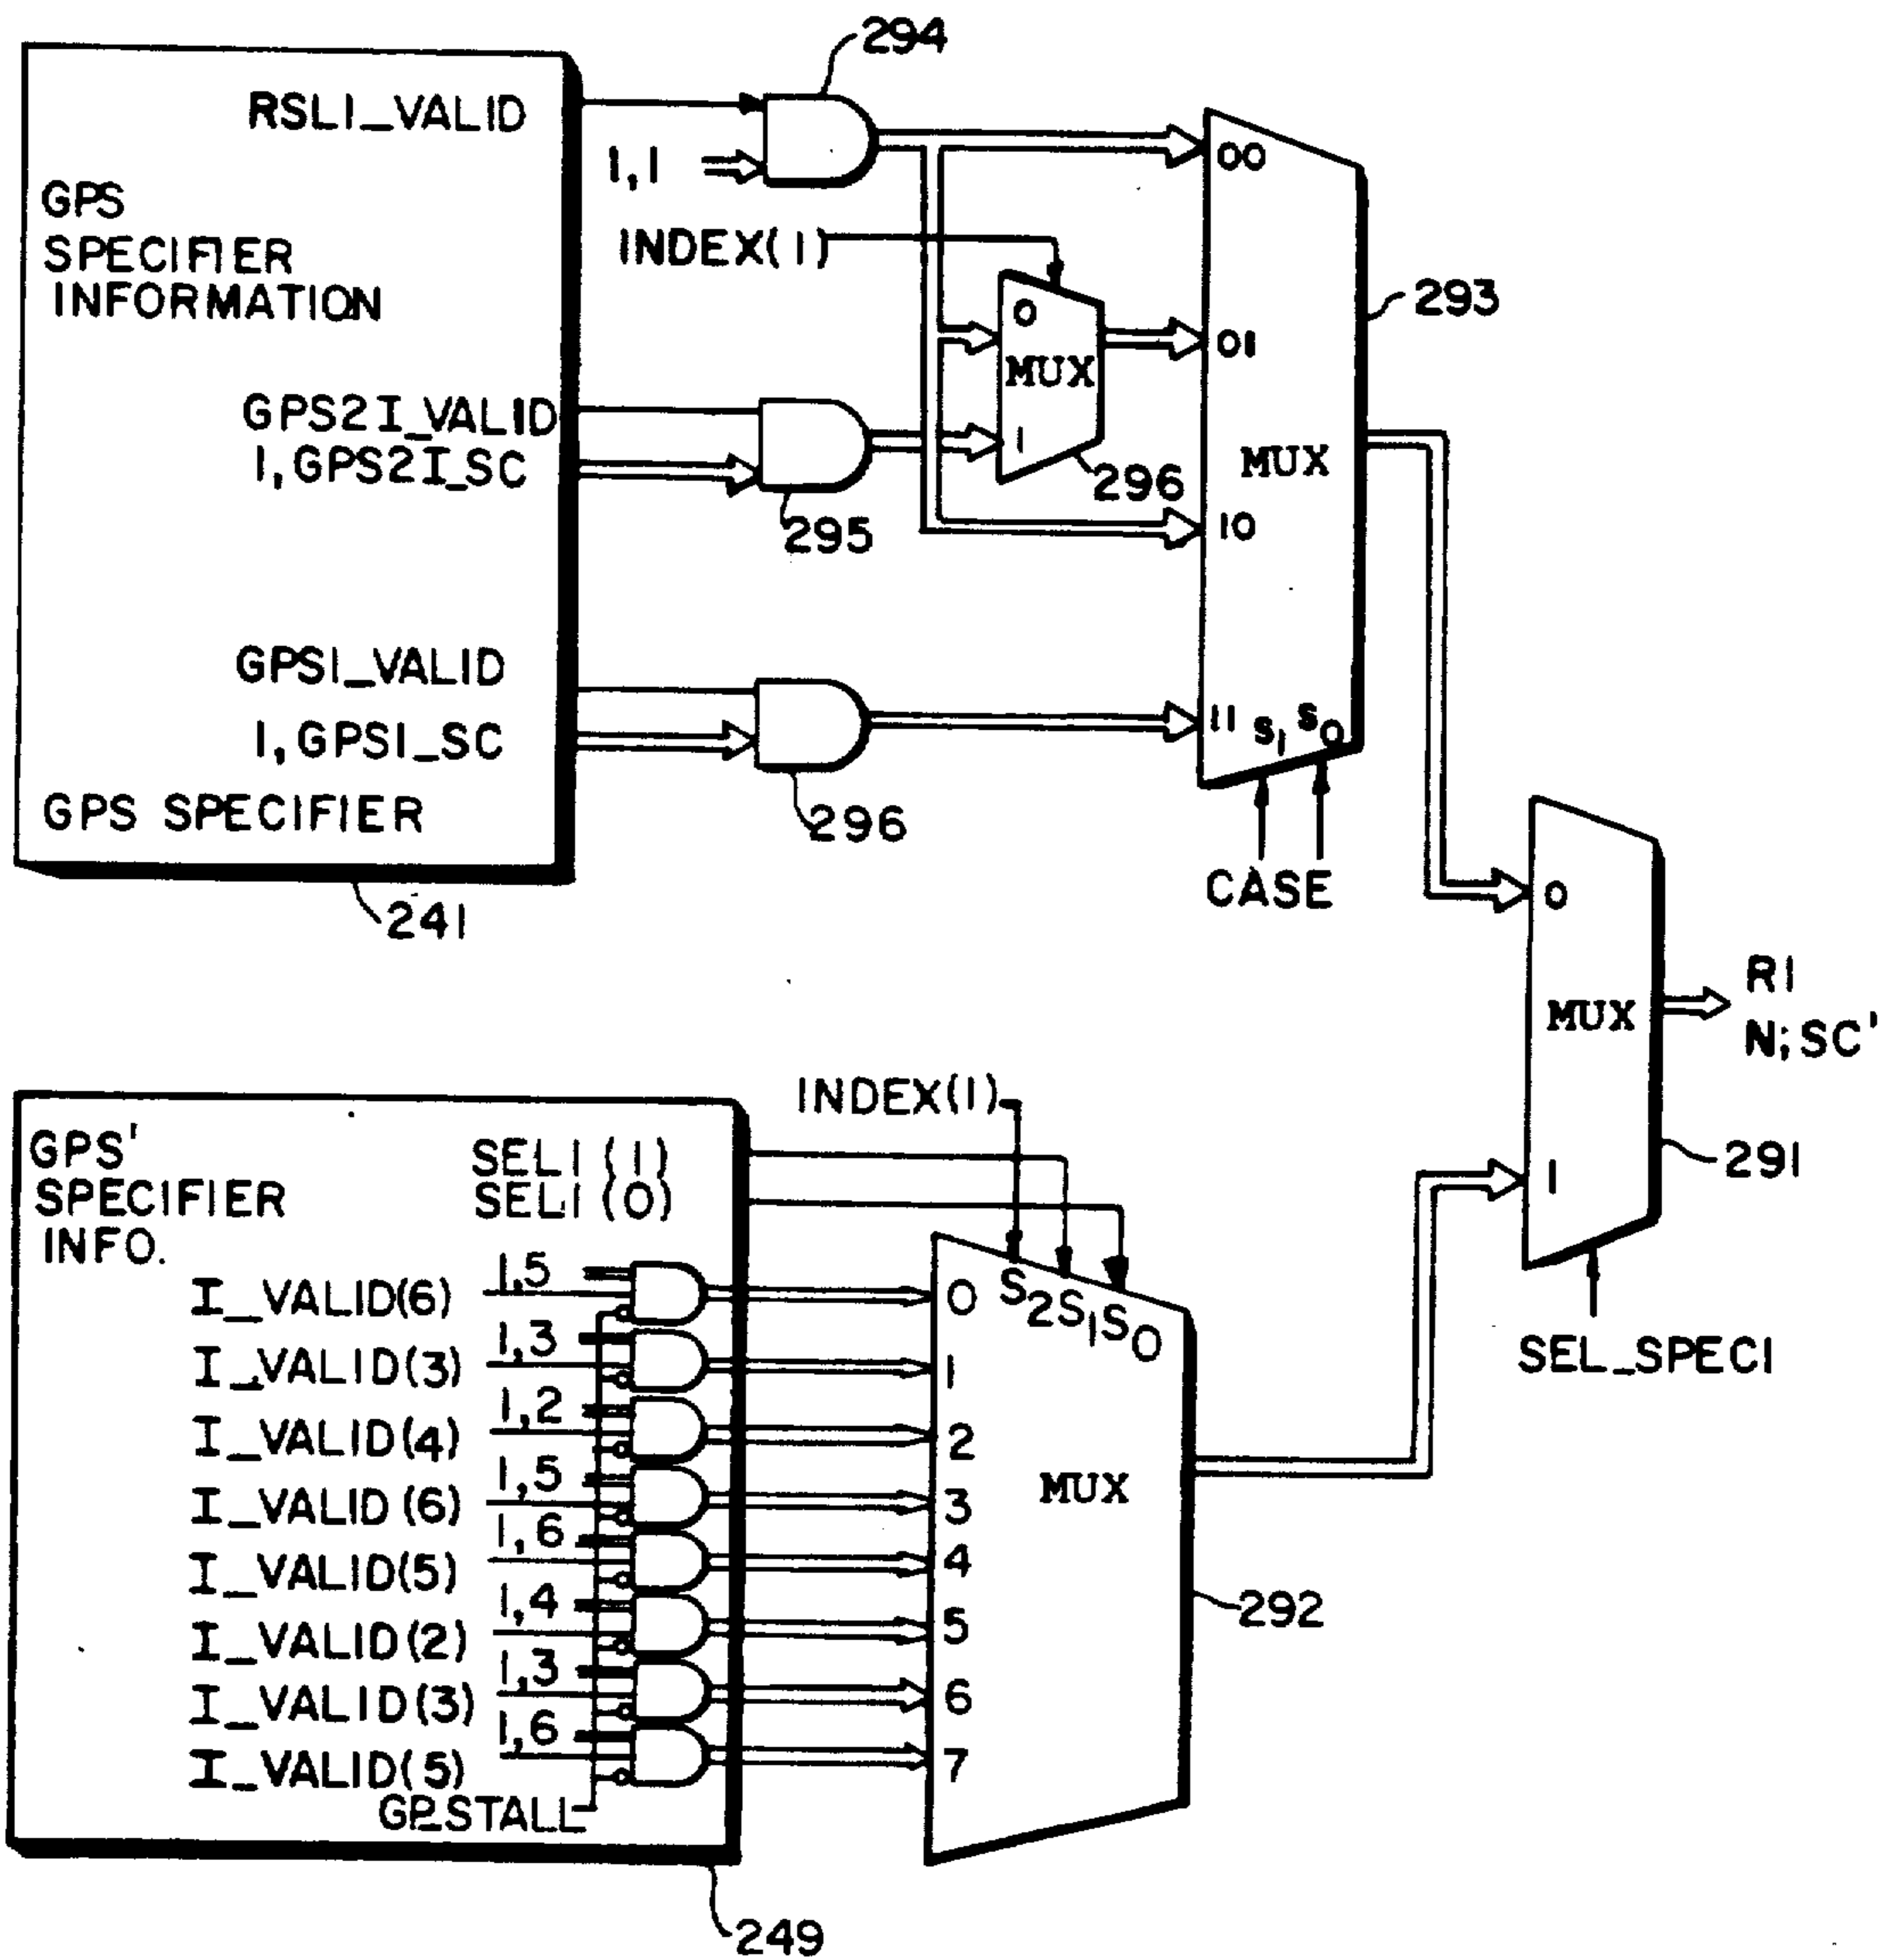 294
RSL1_VALID
1,1
GPS
SPECIFIER
INFORMATION
INDEX(1)
00
0
MUX
1
296
01
293
GPS2I_VALID
1,GPS2I_SC
295
MUX
10
GPS1_VALID
1,GPS1_SC
296
11 S1 S0
GPS SPECIFIER
CASE
241
0
MUX
1
R1
N;SC'
291
SEL_SPEC1
INDEX(1)
GPS'
SPECIFIER
INFO.
SEL1(1)
SEL1(0)
S2S1S0
1,5
I_VALID(6)
0
1,3
I_VALID(3)
1
1,2
I_VALID(4)
2
1,5
I_VALID(6)
3
MUX
1,6
I_VALID(5)
4
1,4
I_VALID(2)
5
292
1,3
I_VALID(3)
6
1,6
I_VALID(5)
7
GP_STALL
249